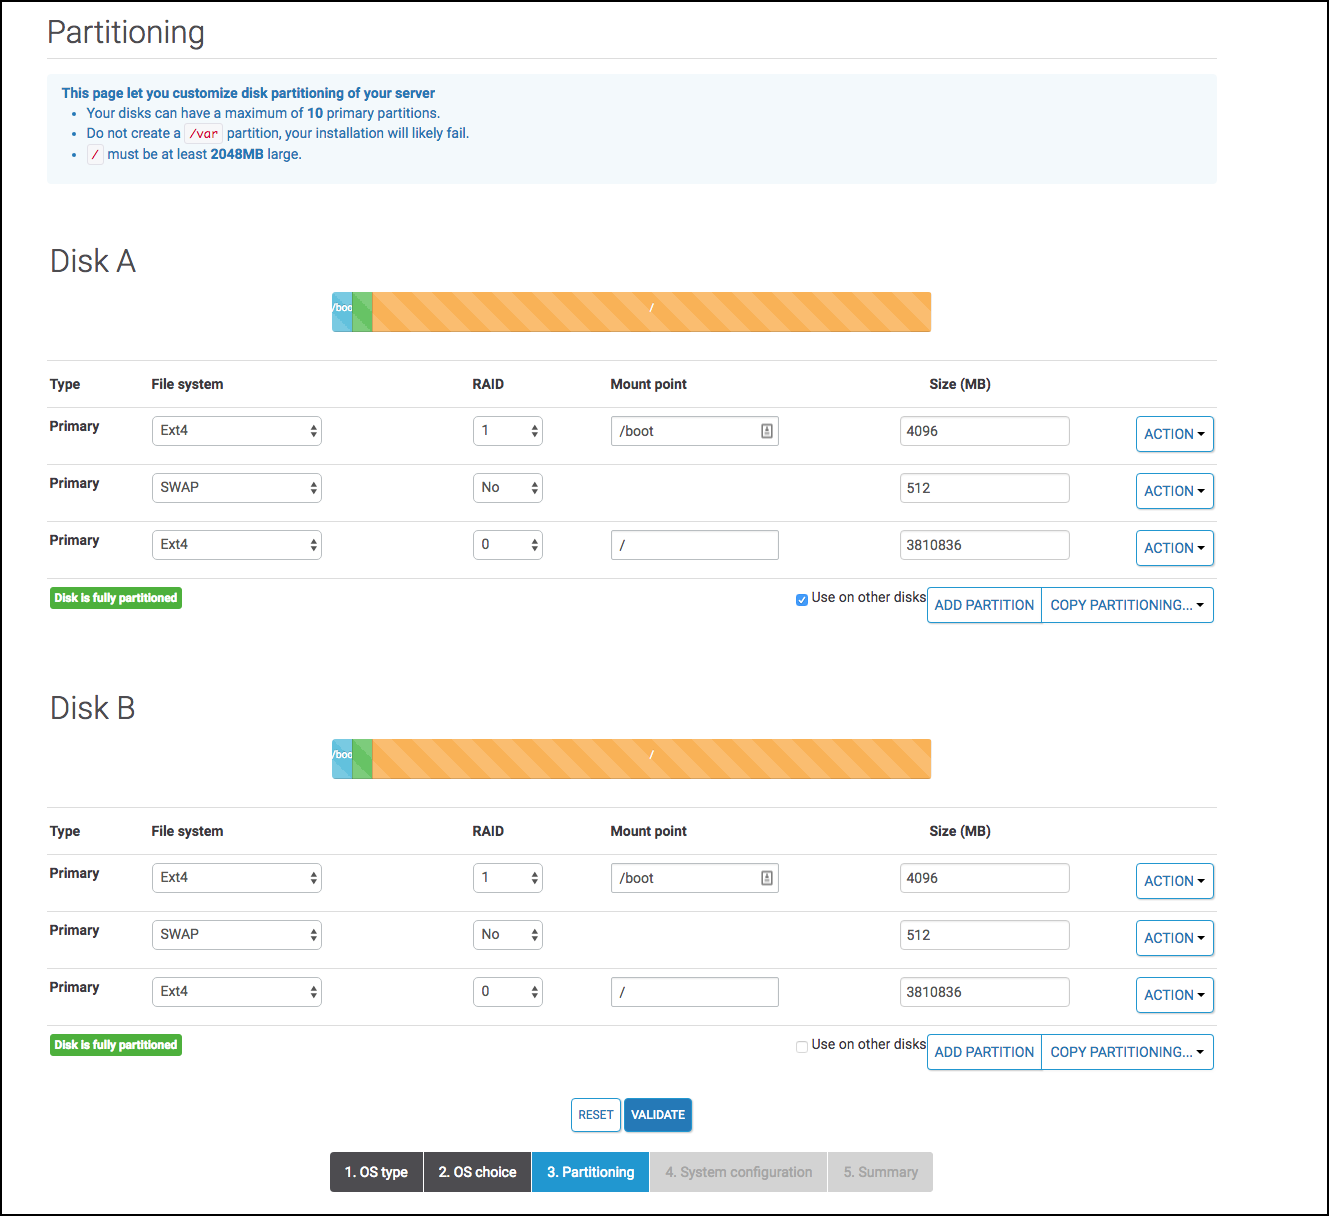 Partitioning
This page let you customize disk partitioning of your server
• Your disks can have a maximum of 10 primary partitions.
• Do not create a /var partition, your installation will likely fail.
• / must be at least 2048MB large.
Disk A
/boo /
Type File system RAID Mount point Size (MB)
Primary Ext4 1 /boot 4096 ACTION
Primary SWAP No 512 ACTION
Primary Ext4 0 / 3810836 ACTION
Disk is fully partitioned Use on other disks ADD PARTITION COPY PARTITIONING...
Disk B
/boo /
Type File system RAID Mount point Size (MB)
Primary Ext4 1 /boot 4096 ACTION
Primary SWAP No 512 ACTION
Primary Ext4 0 / 3810836 ACTION
Disk is fully partitioned Use on other disks ADD PARTITION COPY PARTITIONING...
RESET VALIDATE
1. OS type 2. OS choice 3. Partitioning 4. System configuration 5. Summary